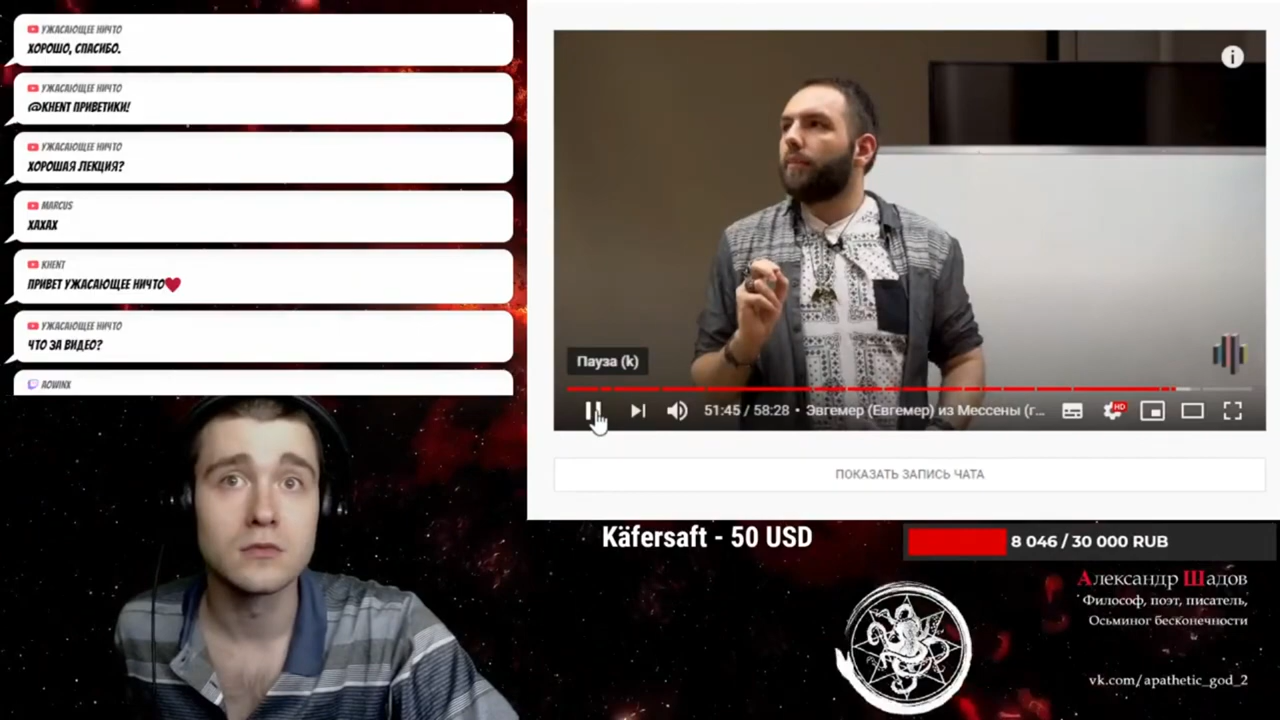 УЖАСАЮЩЕЕ НИЧТО
ХОРОШО, СПАСИБО.
УЖАСАЮЩЕЕ НИЧТО
@KHENT ПРИВЕТИКИ!
УЖАСАЮЩЕЕ НИЧТО
ХОРОШАЯ ЛЕКЦИЯ?
MARCUS
ХАХАХ
KHENT
ПРИВЕТ УЖАСАЮЩЕЕ НИЧТО❤
УЖАСАЮЩЕЕ НИЧТО
ЧТО ЗА ВИДЕО?
AOWINX
Пауза (k)
51:45 / 58:28 • Эвгемер (Евгемер) из Мессены (г...
HD
ПОКАЗАТЬ ЗАПИСЬ ЧАТА
Käfersaft - 50 USD
8 046 / 30 000 RUB
Александр Шадов
Философ, поэт, писатель,
Осьминог бесконечности
vk.com/apathetic_god_2